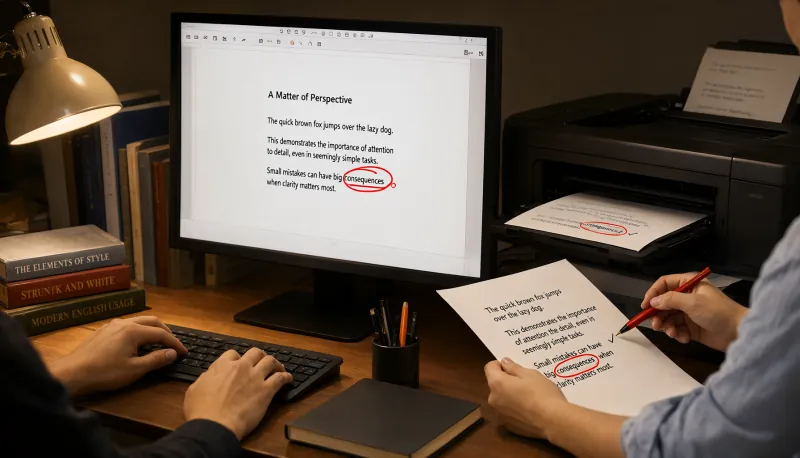 A Matter of Perspective
The quick brown fox jumps over the lazy dog.
This demonstrates the importance of attention
to detail, even in seemingly simple tasks.
Small mistakes can have big consequences
when clarity matters most.
THE ELEMENTS OF STYLE
STRUNK AND WHITE
MODERN ENGLISH USAGE
The quick brown fox jumps
over the lazy dog.
This demonstrates the importance
of attention the detail, even in
seemingly simple tasks.
Small mistakes can have
big consequences when
clarity matters most.